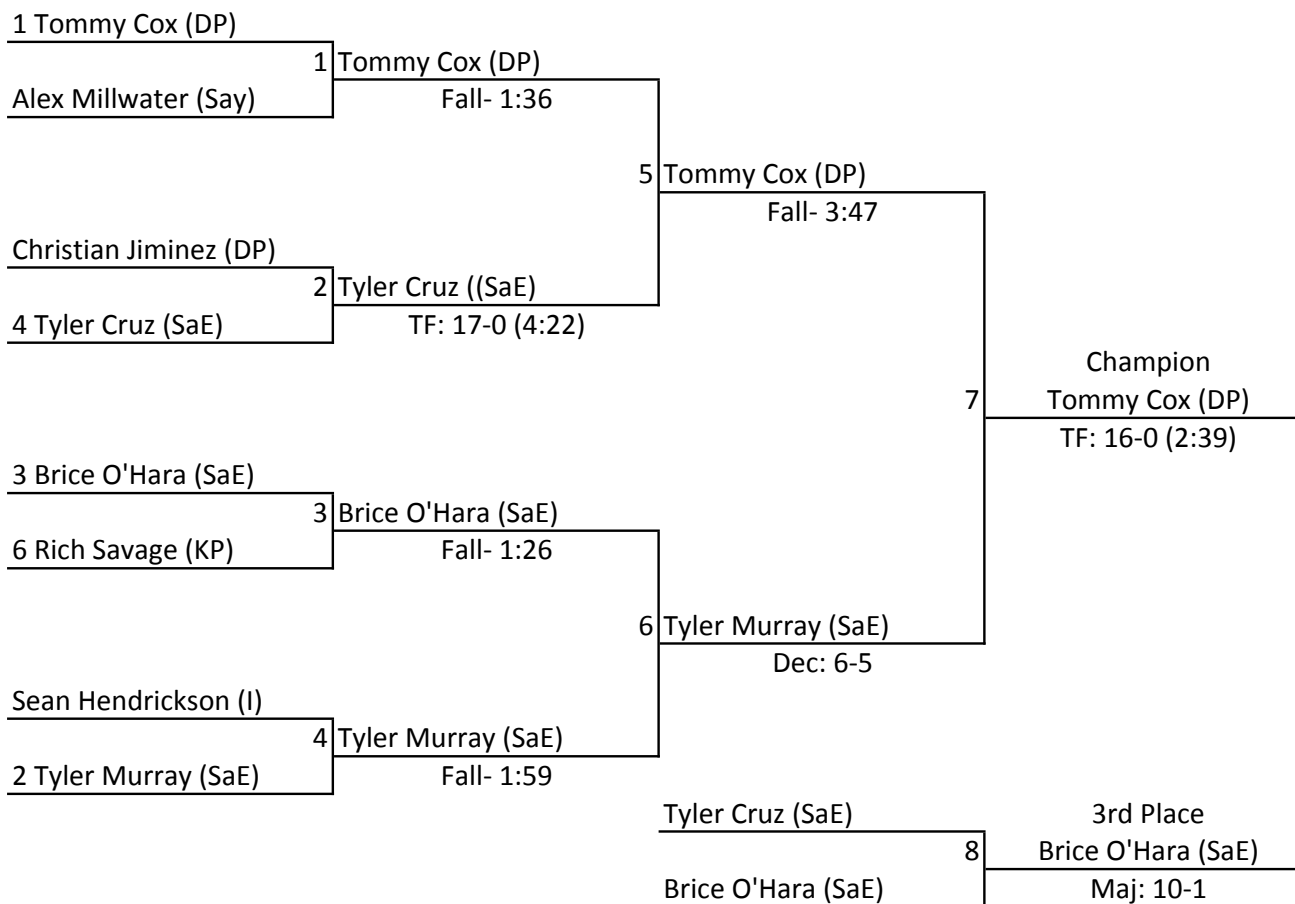 1 Tommy Cox (DP)
1 Tommy Cox (DP)
Alex Millwater (Say)
Fall- 1:36
5 Tommy Cox (DP)
Fall- 3:47
Christian Jiminez (DP)
2 Tyler Cruz ((SaE)
4 Tyler Cruz (SaE)
TF: 17-0 (4:22)
Champion
7 Tommy Cox (DP)
TF: 16-0 (2:39)
3 Brice O'Hara (SaE)
3 Brice O'Hara (SaE)
6 Rich Savage (KP)
Fall- 1:26
6 Tyler Murray (SaE)
Dec: 6-5
Sean Hendrickson (I)
4 Tyler Murray (SaE)
2 Tyler Murray (SaE)
Fall- 1:59
Tyler Cruz (SaE)
3rd Place
8 Brice O'Hara (SaE)
Brice O'Hara (SaE)
Maj: 10-1